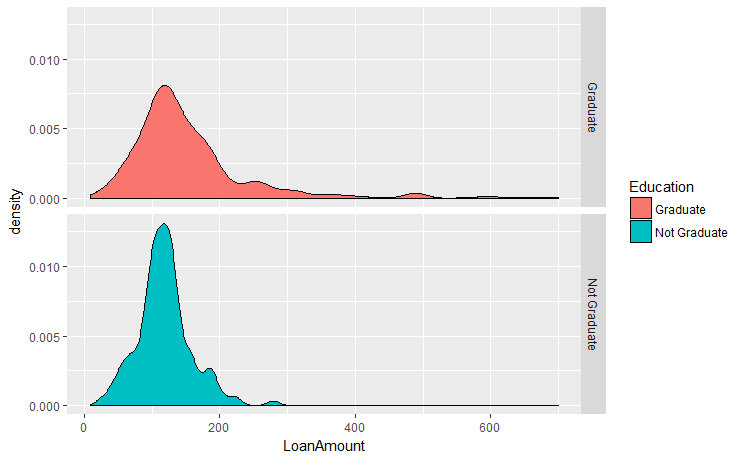 0.010
0.005
0.000
Graduate
density
0.010
0.005
0.000
Not Graduate
0
200
400
600
LoanAmount
Education
Graduate
Not Graduate